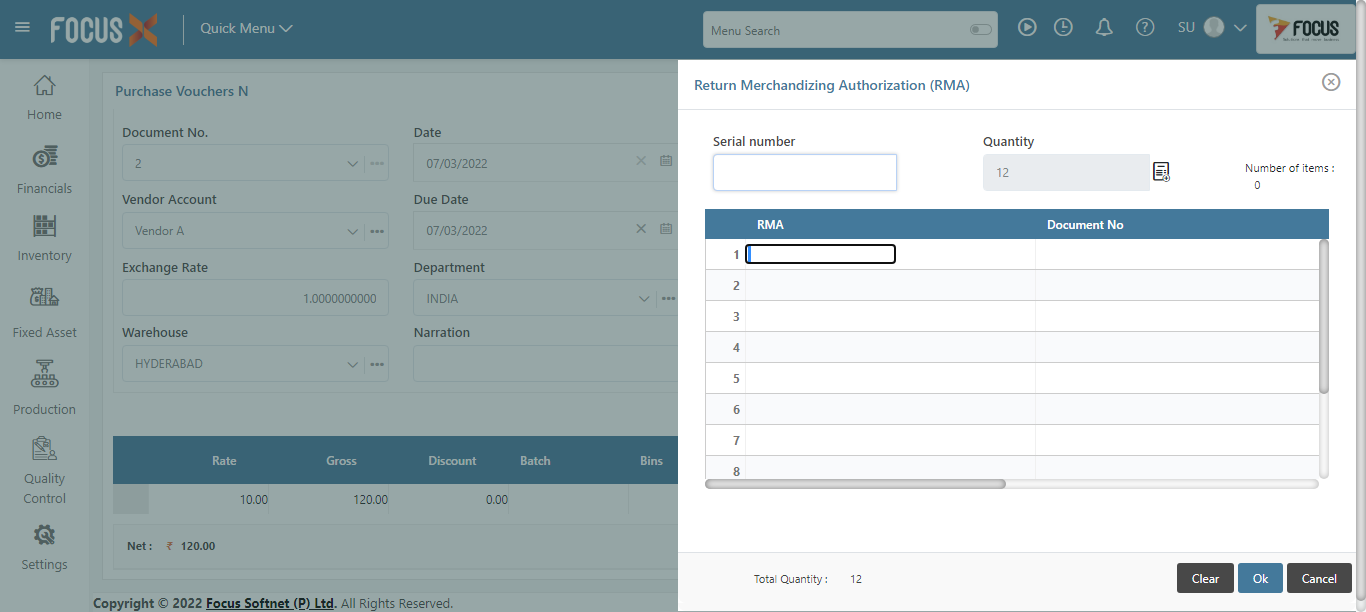 FOCUS X
Quick Menu
Menu Search
SU
FOCUS
Home
Financials
Inventory
Fixed Asset
Production
Quality
Control
Settings
Purchase Vouchers N
Document No.
Date
2
07/03/2022
Vendor Account
Due Date
Vendor A
07/03/2022
Exchange Rate
Department
1.0000000000
INDIA
Warehouse
Narration
HYDERABAD
Rate Gross Discount Batch Bins
10.00 120.00 0.00
Net : ₹ 120.00
Copyright © 2022 Focus Softnet (P) Ltd. All Rights Reserved.
Return Merchandizing Authorization (RMA)
Serial number
Quantity
12
Number of items :
0
RMA Document No
1
2
3
4
5
6
7
8
Total Quantity : 12
Clear Ok Cancel